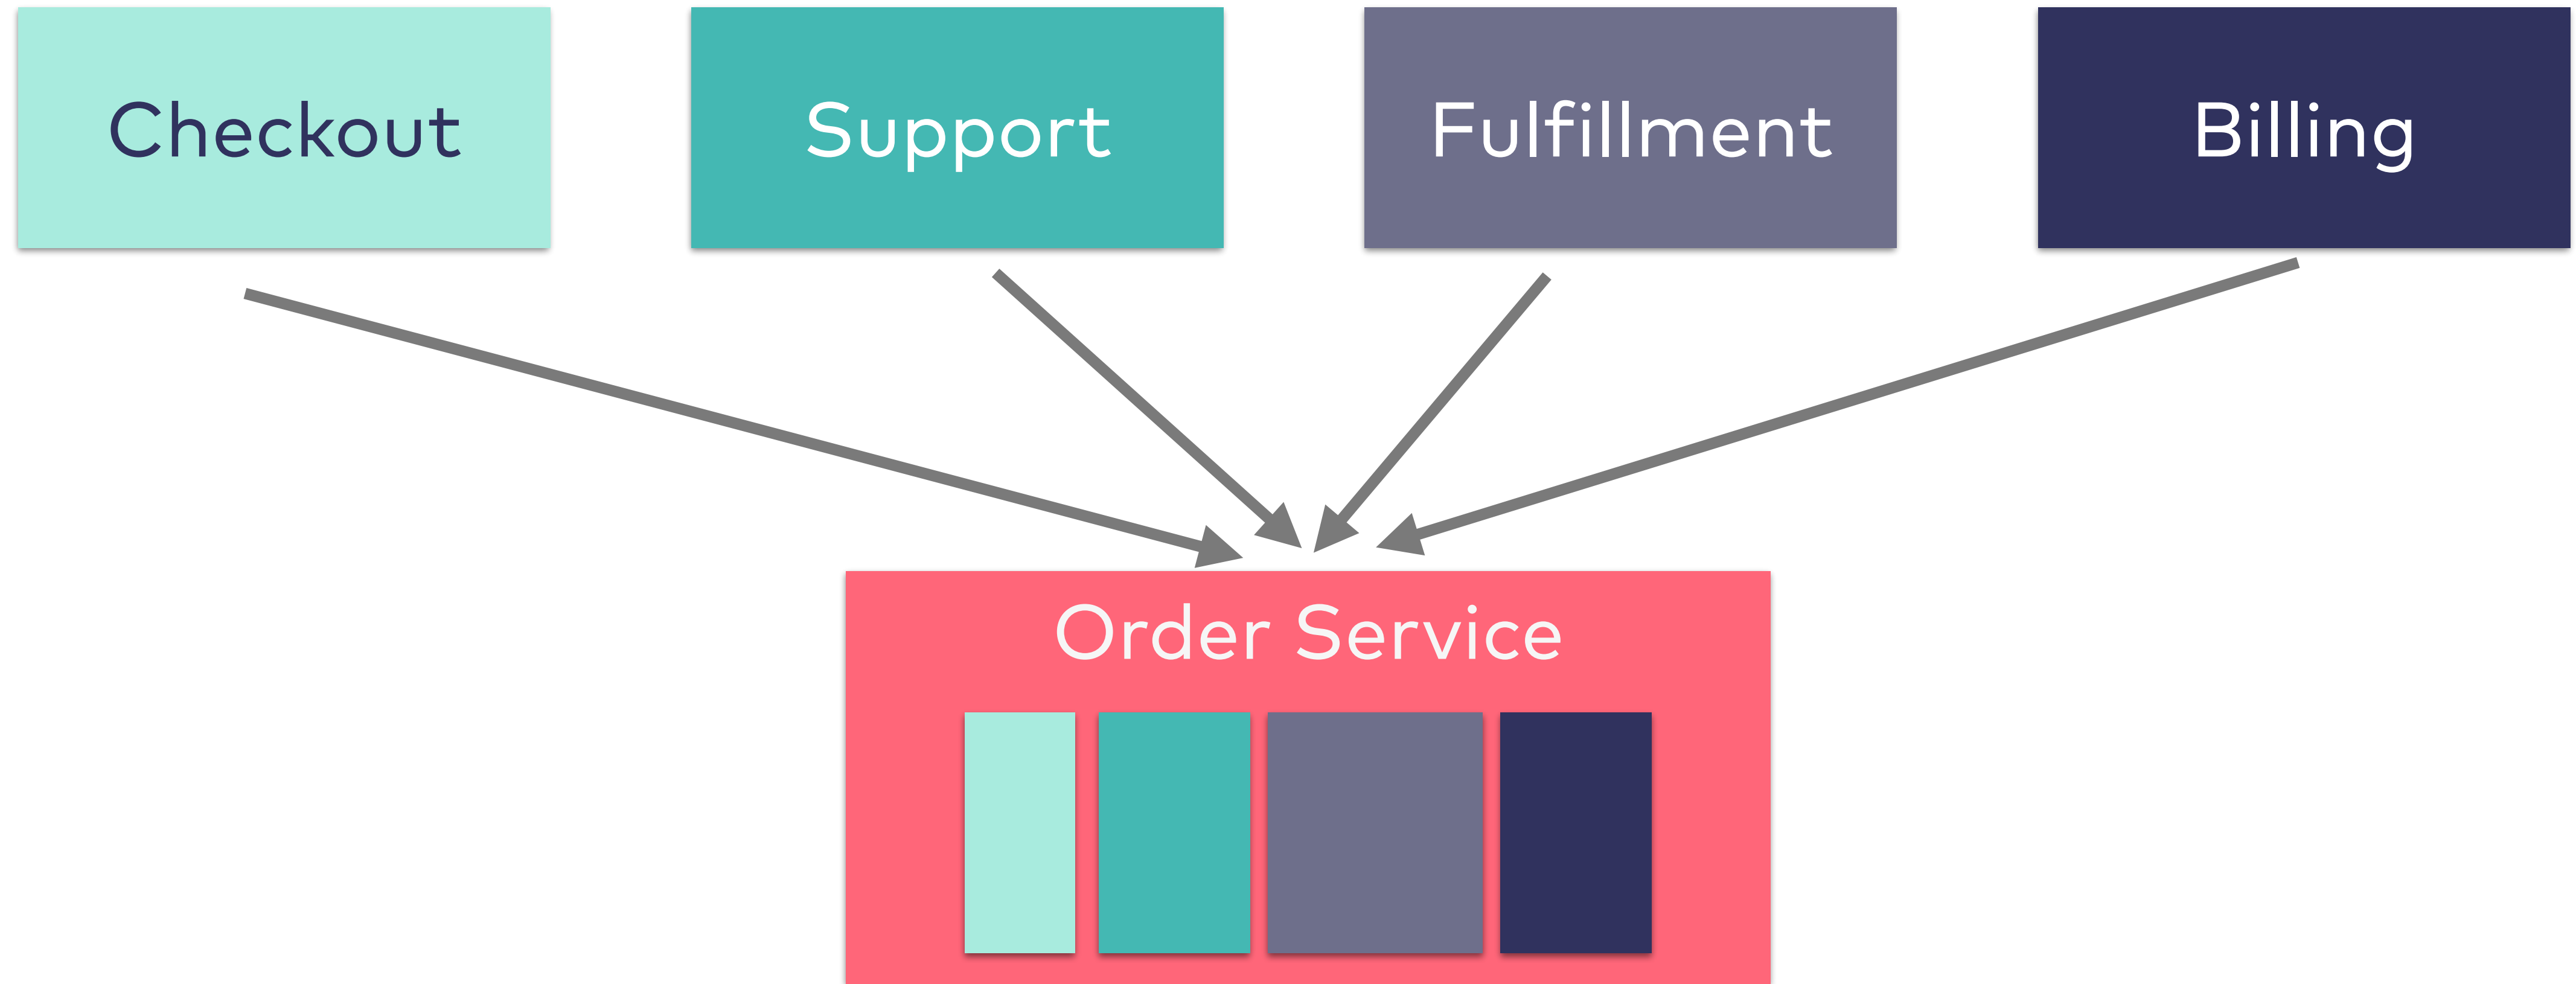 Checkout
Support
Fulfillment
Billing
Order Service